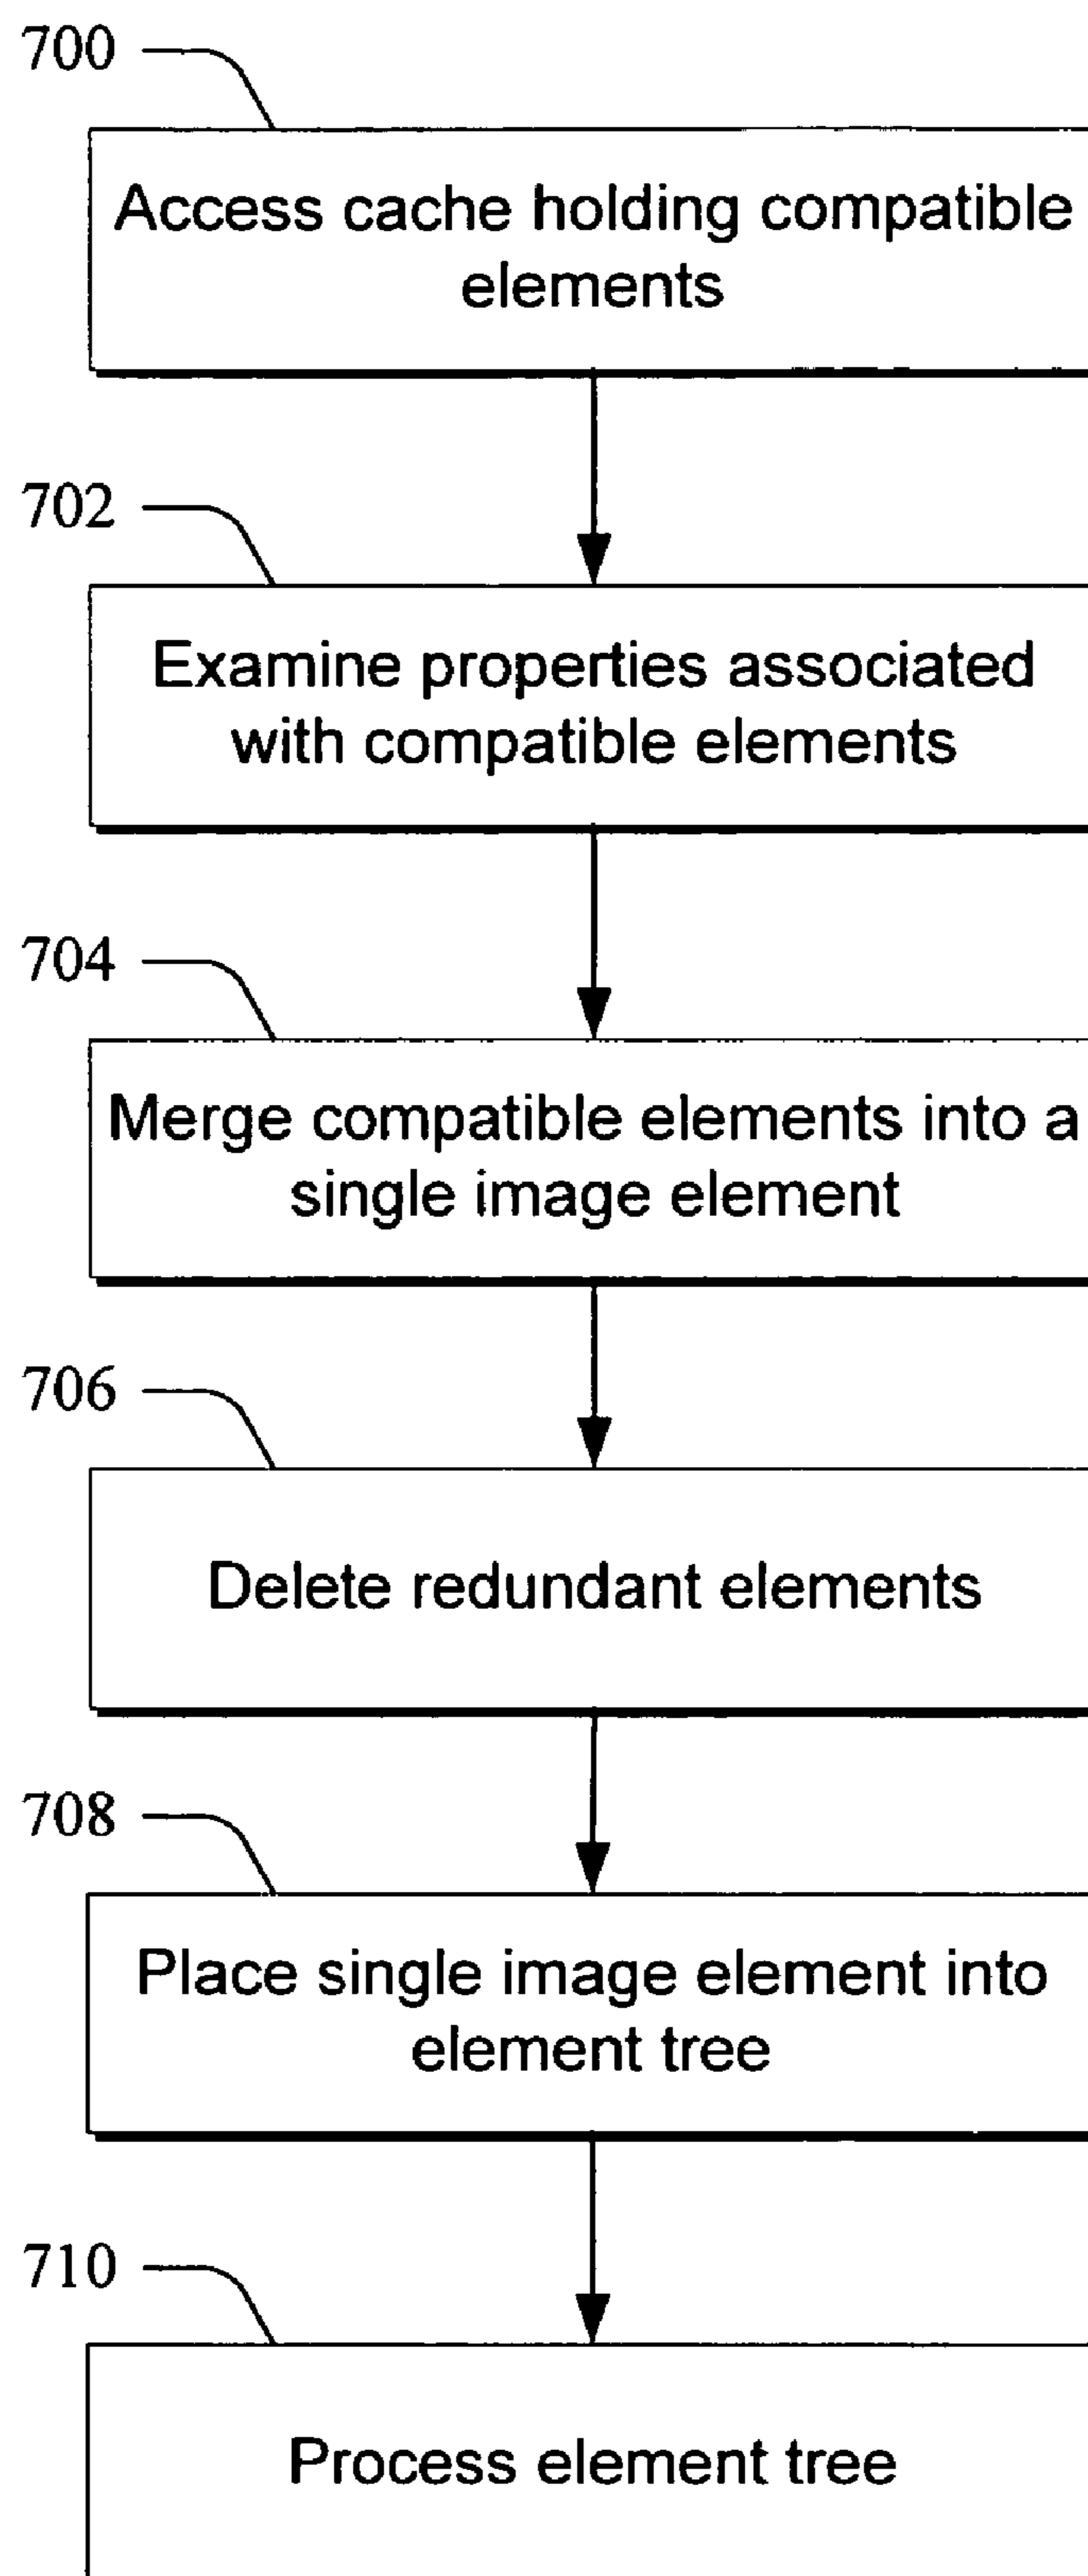 700
Access cache holding compatible
elements
702
Examine properties associated
with compatible elements
704
Merge compatible elements into a
single image element
706
Delete redundant elements
708
Place single image element into
element tree
710
Process element tree